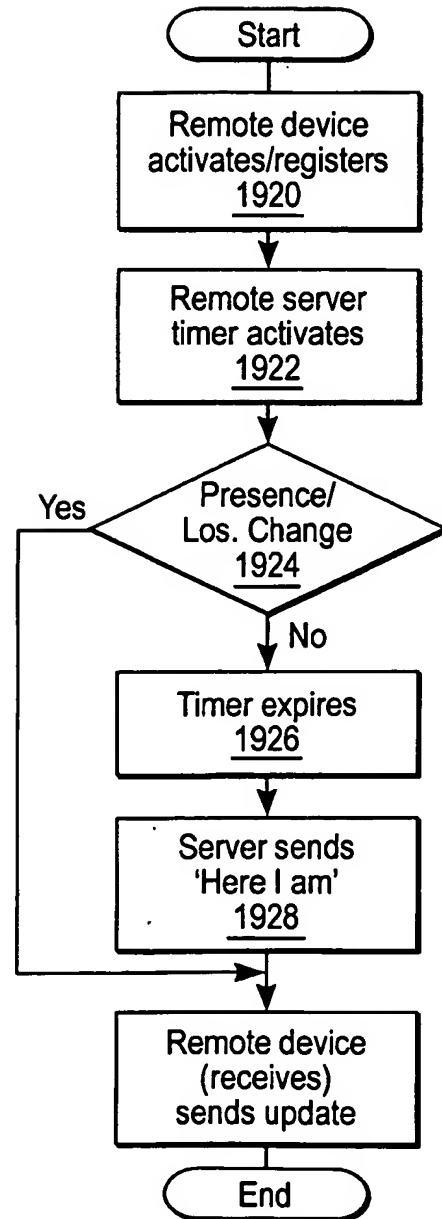 Start
Remote device
activates/registers
1920
Remote server
timer activates
1922
Presence/
Los. Change
1924
Yes
No
Timer expires
1926
Server sends
'Here I am'
1928
Remote device
(receives)
sends update
End